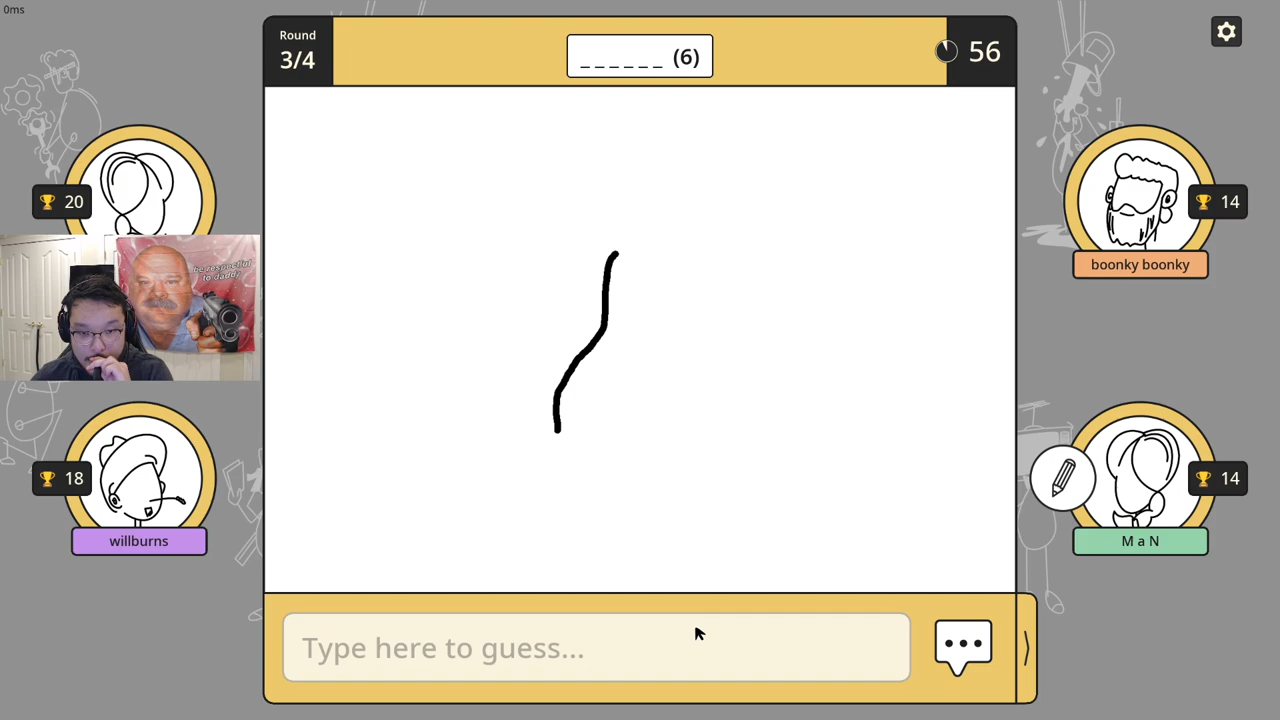 0ms
Round
3/4
_ _ _ _ _ _ (6)
56
20
14
boonky boonky
be respectful
to daddy
18
willburns
14
M a N
Type here to guess...